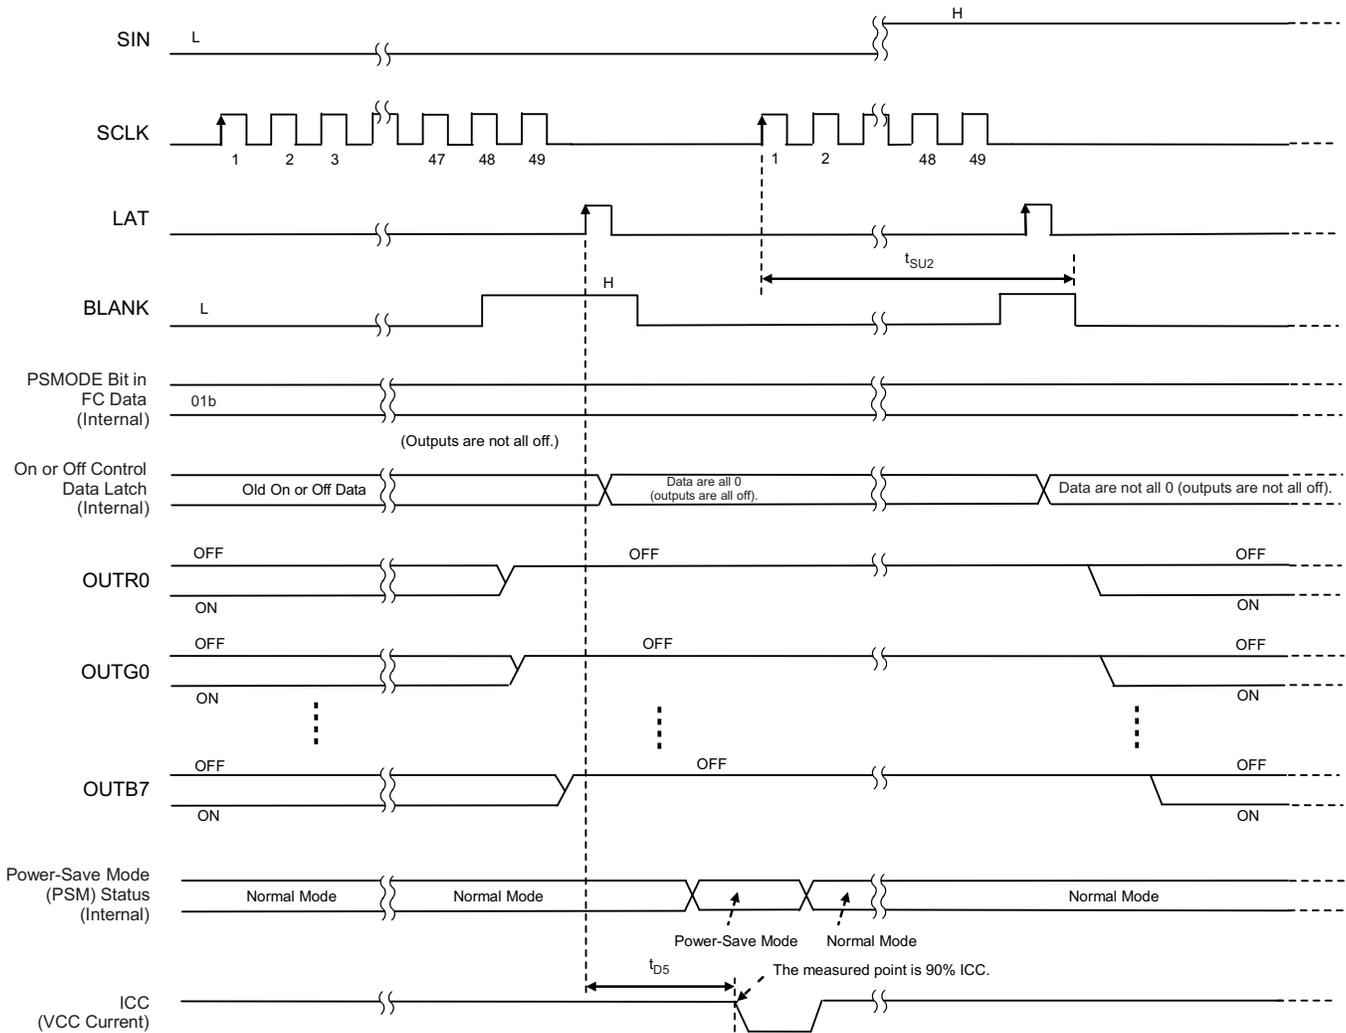 SIN
L
H
SCLK
1 2 3 47 48 49 1 2 48 49
LAT
tSU2
BLANK
L
H
PSMODE Bit in
FC Data
(Internal)
01b
(Outputs are not all off.)
On or Off Control
Data Latch
(Internal)
Old On or Off Data
Data are all 0
(outputs are all off).
Data are not all 0 (outputs are not all off).
OUTR0
OFF OFF OFF
ON ON
OUTG0
OFF OFF OFF
ON ON
OUTB7
OFF OFF OFF
ON ON
Power-Save Mode
(PSM) Status
(Internal)
Normal Mode Normal Mode Normal Mode
Power-Save Mode Normal Mode
tD5
The measured point is 90% ICC.
ICC
(VCC Current)